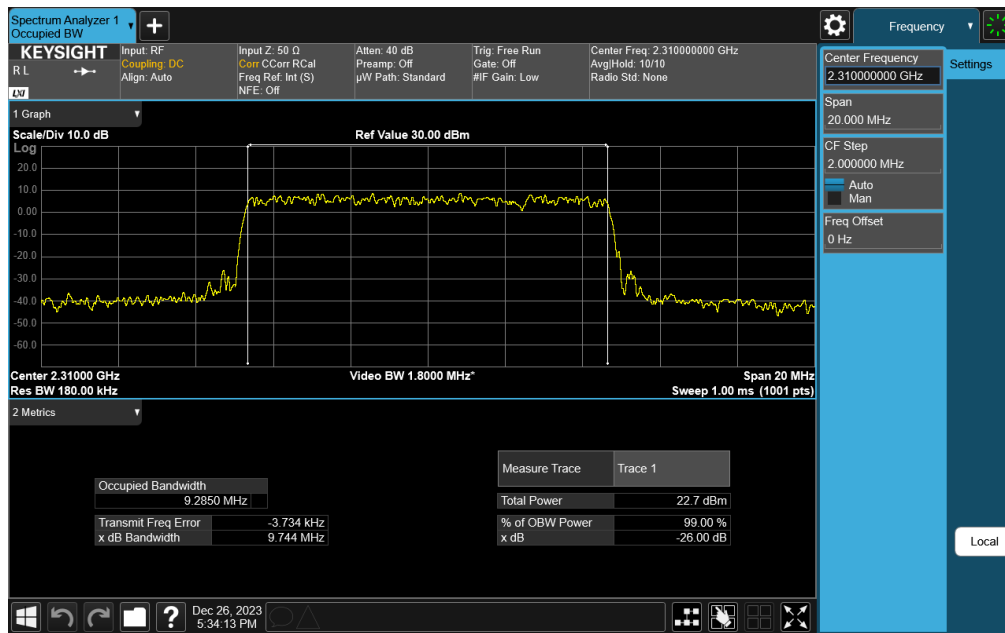 Spectrum Analyzer 1
Occupied BW
Frequency
KEYSIGHT
R L
LXI
Input: RF
Coupling: DC
Align: Auto
Input Z: 50 Ω
Corr CCorr RCal
Freq Ref: Int (S)
NFE: Off
Atten: 40 dB
Preamp: Off
µW Path: Standard
Trig: Free Run
Gate: Off
#IF Gain: Low
Center Freq: 2.310000000 GHz
Avg|Hold: 10/10
Radio Std: None
Center Frequency
2.310000000 GHz
Settings
Span
20.000 MHz
CF Step
2.000000 MHz
Auto
Man
Freq Offset
0 Hz
1 Graph
Scale/Div 10.0 dB
Ref Value 30.00 dBm
Log
20.0
10.0
0.00
-10.0
-20.0
-30.0
-40.0
-50.0
-60.0
Center 2.31000 GHz
Video BW 1.8000 MHz*
Span 20 MHz
Res BW 180.00 kHz
Sweep 1.00 ms (1001 pts)
2 Metrics
Measure Trace Trace 1
Occupied Bandwidth
9.2850 MHz
Total Power 22.7 dBm
Transmit Freq Error -3.734 kHz
% of OBW Power 99.00 %
x dB Bandwidth 9.744 MHz
x dB -26.00 dB
Local
?
Dec 26, 2023
5:34:13 PM